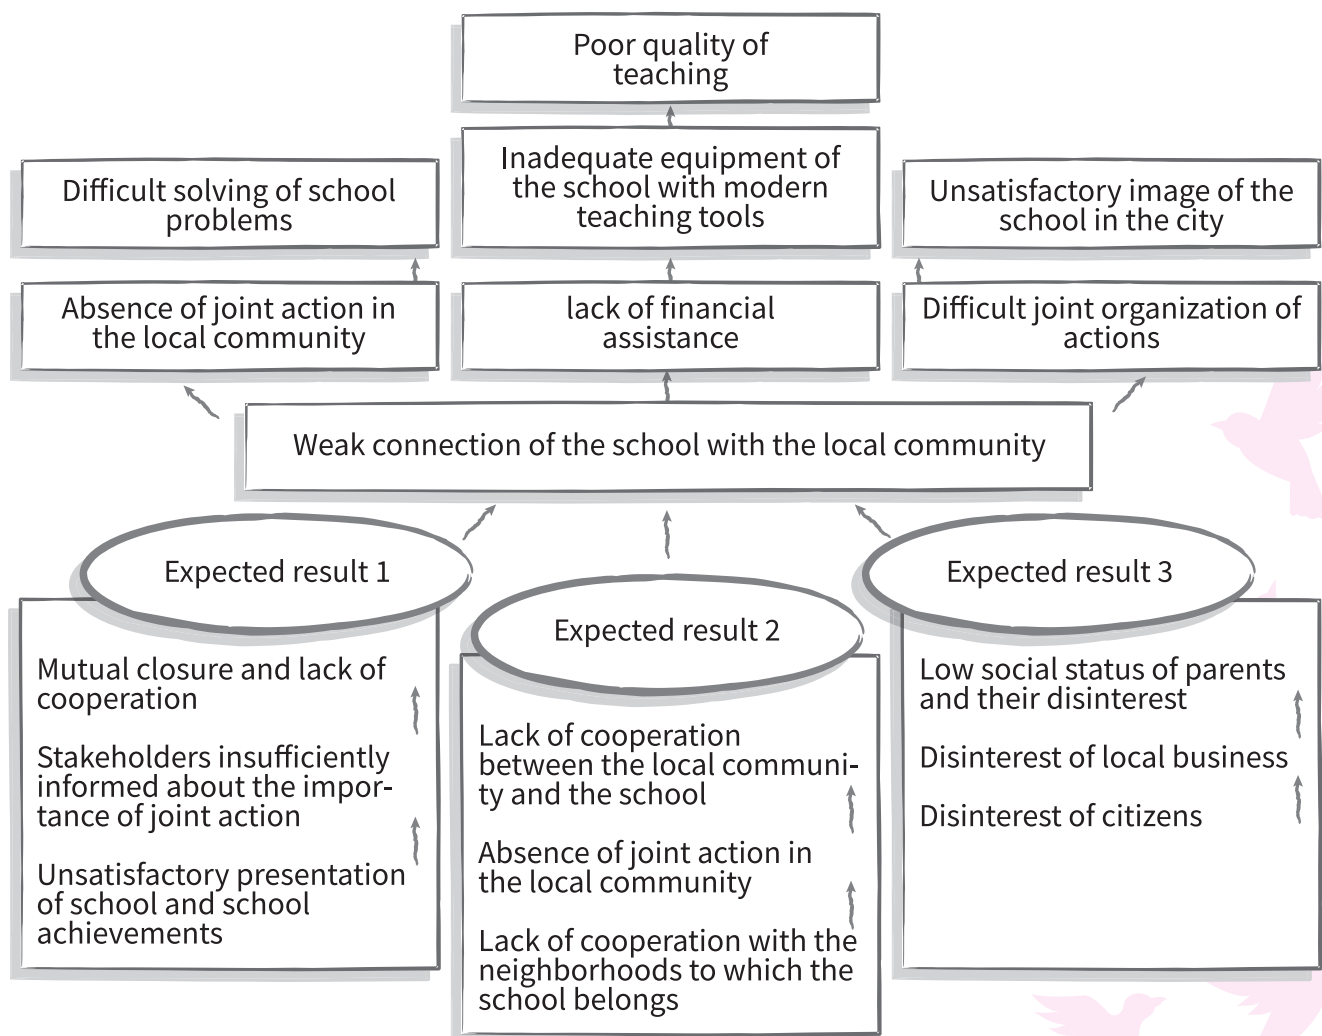 Poor quality of
teaching
Difficult solving of school
problems
Inadequate equipment of
the school with modern
teaching tools
Unsatisfactory image of the
school in the city
Absence of joint action in
the local community
lack of financial
assistance
Difficult joint organization of
actions
Weak connection of the school with the local community
Expected result 1
Mutual closure and lack of
cooperation
Stakeholders insufficiently
informed about the impor-
tance of joint action
Unsatisfactory presentation
of school and school
achievements
Expected result 2
Lack of cooperation
between the local communi-
ty and the school
Absence of joint action in
the local community
Lack of cooperation with the
neighborhoods to which the
school belongs
Expected result 3
Low social status of parents
and their disinterest
Disinterest of local business
Disinterest of citizens